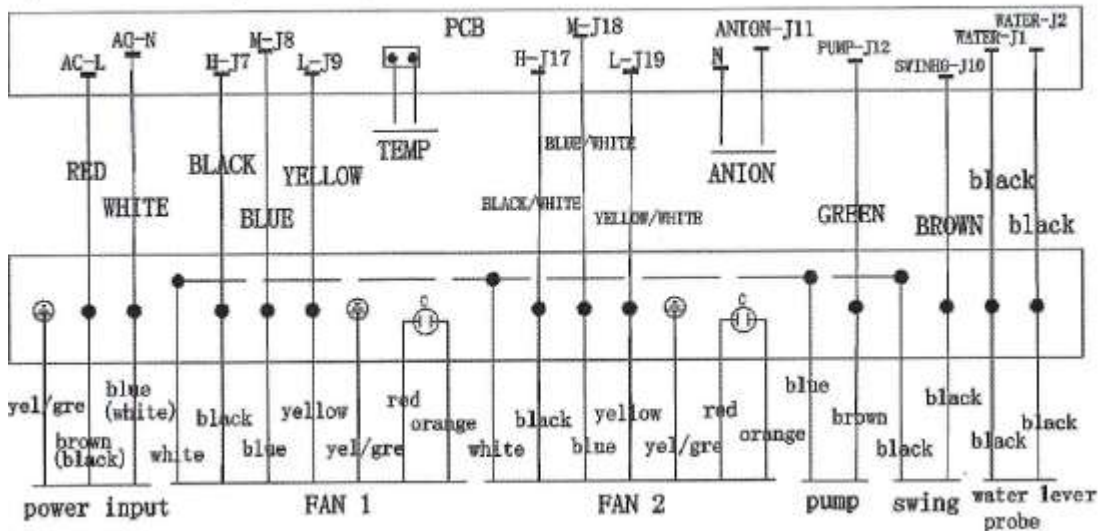 PCB
AC-L
AC-N
H-J7
M-J8
L-J9
H-J17
M-J18
L-J19
N
ANION-J11
PUMP-J12
SWINHG-J10
WATER-J1
WATER-J2
RED
WHITE
BLACK
BLUE
YELLOW
TEMP
BLACK/WHITE
BLUE/WHITE
YELLOW/WHITE
ANION
GREEN
BROWN
black
black
C
C
yel/gre
brown
(black)
blue
(white)
white
black
blue
yellow
yel/gre
red
orange
white
black
blue
yellow
yel/gre
red
orange
blue
brown
black
black
black
black
power input
FAN 1
FAN 2
pump
swing
water lever
probe